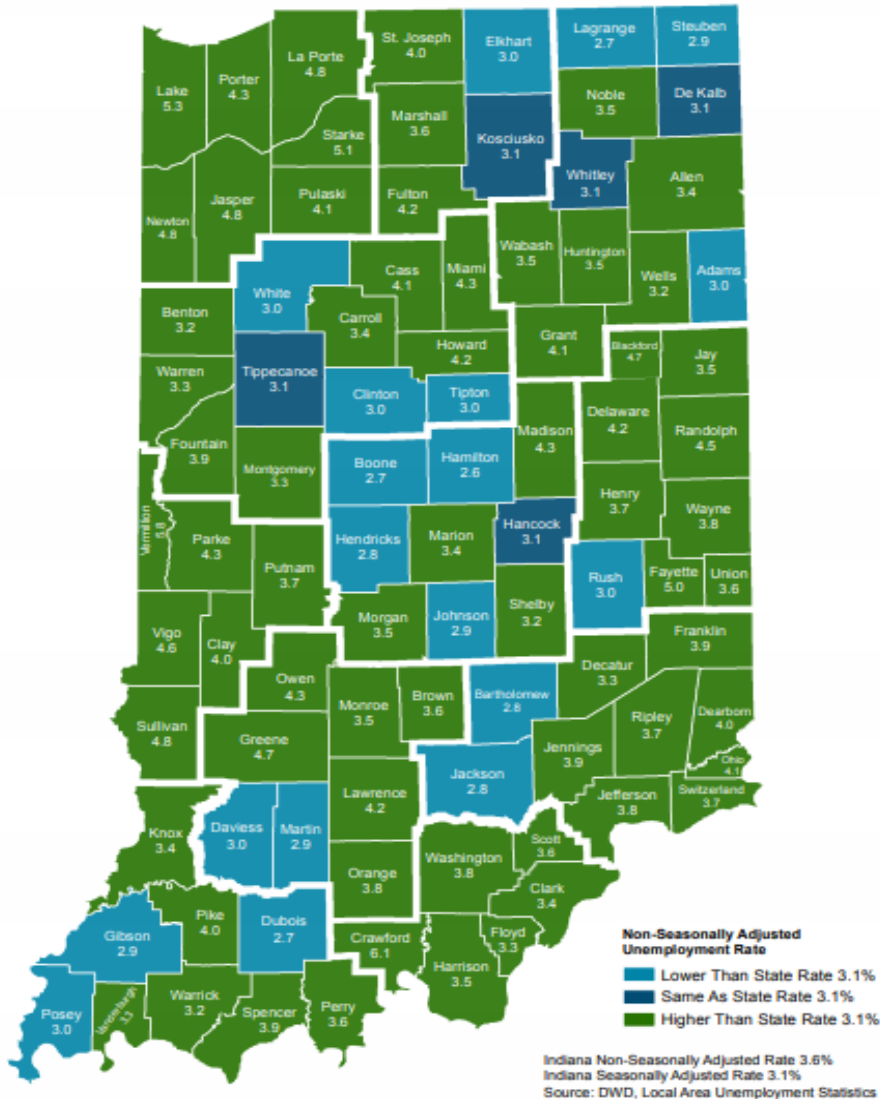 St. Joseph
4.0
Elkhart
3.0
Lagrange
2.7
Steuben
2.9
La Porte
4.8
Porter
4.3
Lake
5.3
Noble
3.5
De Kalb
3.1
Marshall
3.6
Kosciusko
3.1
Starke
5.1
Whitley
3.1
Allen
3.4
Newton
4.8
Jasper
4.8
Pulaski
4.1
Fulton
4.2
Wabash
3.5
Huntington
3.5
Wells
3.2
Adams
3.0
White
3.0
Cass
4.1
Miami
4.3
Benton
3.2
Carroll
3.4
Howard
4.2
Grant
4.1
Blackford
4.7
Jay
3.5
Warren
3.3
Tippecanoe
3.1
Clinton
3.0
Tipton
3.0
Madison
4.3
Delaware
4.2
Randolph
4.5
Fountain
3.9
Montgomery
3.3
Boone
2.7
Hamilton
2.6
Henry
3.7
Wayne
3.8
Vermillion
5.8
Parke
4.3
Putnam
3.7
Hendricks
2.8
Marion
3.4
Hancock
3.1
Rush
3.0
Fayette
5.0
Union
3.6
Vigo
4.6
Clay
4.0
Morgan
3.5
Johnson
2.9
Shelby
3.2
Franklin
3.9
Owen
4.3
Monroe
3.5
Brown
3.6
Bartholomew
2.8
Decatur
3.3
Sullivan
4.8
Greene
4.7
Jennings
3.9
Ripley
3.7
Dearborn
4.0
Ohio
4.1
Jackson
2.8
Lawrence
4.2
Jefferson
3.8
Switzerland
3.7
Knox
3.4
Daviess
3.0
Martin
2.9
Orange
3.8
Washington
3.8
Scott
3.6
Clark
3.4
Gibson
2.9
Pike
4.0
Dubois
2.7
Crawford
6.1
Floyd
3.3
Harrison
3.5
Posey
3.0
Vanderburgh
3.3
Warrick
3.2
Spencer
3.9
Perry
3.6
Non-Seasonally Adjusted
Unemployment Rate
Lower Than State Rate 3.1%
Same As State Rate 3.1%
Higher Than State Rate 3.1%
Indiana Non-Seasonally Adjusted Rate 3.6%
Indiana Seasonally Adjusted Rate 3.1%
Source: DWD, Local Area Unemployment Statistics